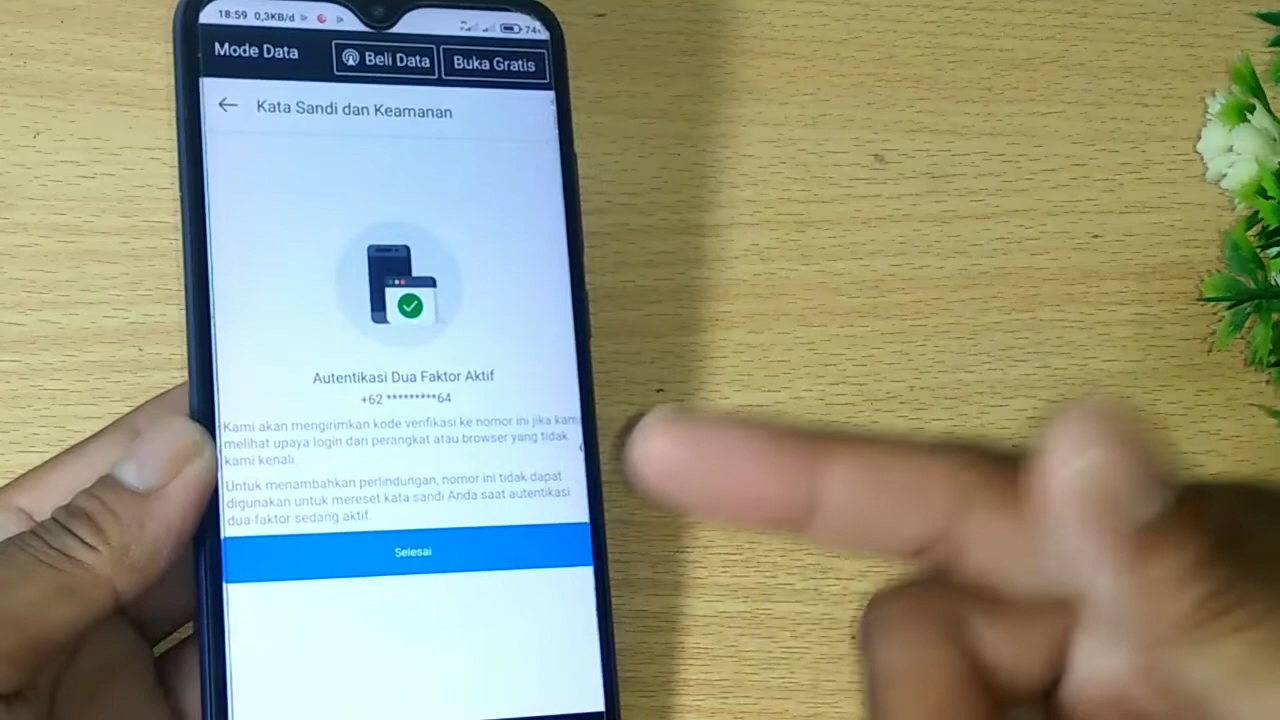 18:59 0,3KB/d
74
Mode Data
Beli Data
Buka Gratis
Kata Sandi dan Keamanan
Autentikasi Dua Faktor Aktif
+62 *********64
Kami akan mengirimkan kode verifikasi ke nomor ini jika kami
melihat upaya login dari perangkat atau browser yang tidak
kami kenali.
Untuk menambahkan perlindungan, nomor ini tidak dapat
digunakan untuk mereset kata sandi Anda saat autentikasi
dua-faktor sedang aktif.
Selesai